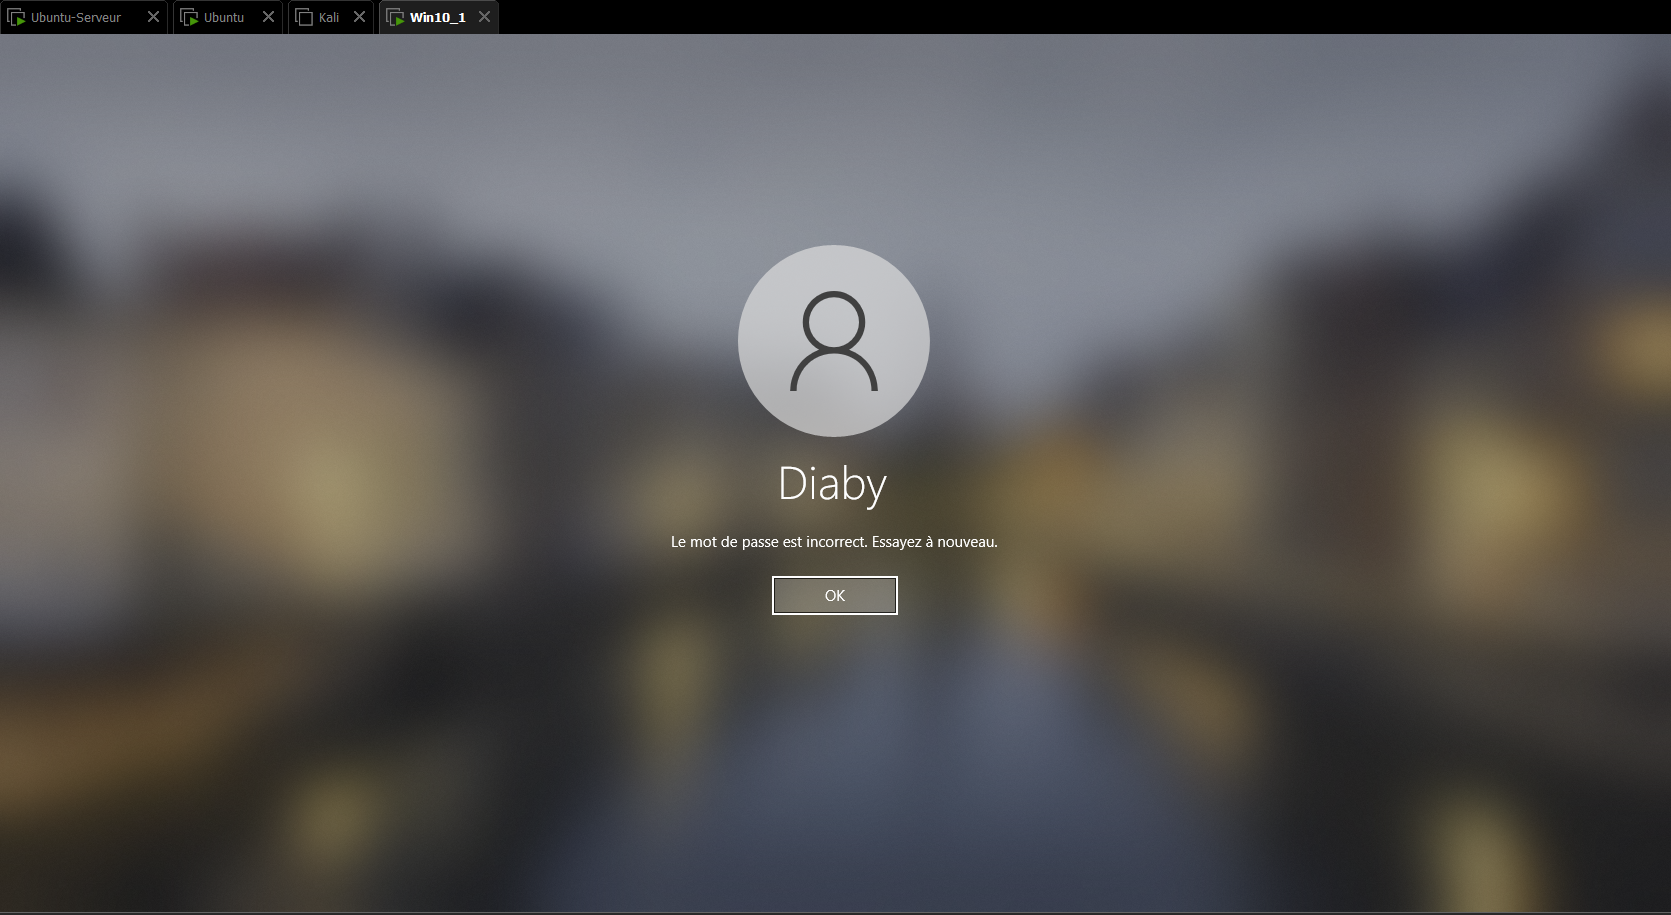 Ubuntu-Serveur
Ubuntu
Kali
Win10_1
Diaby
Le mot de passe est incorrect. Essayez à nouveau.
OK